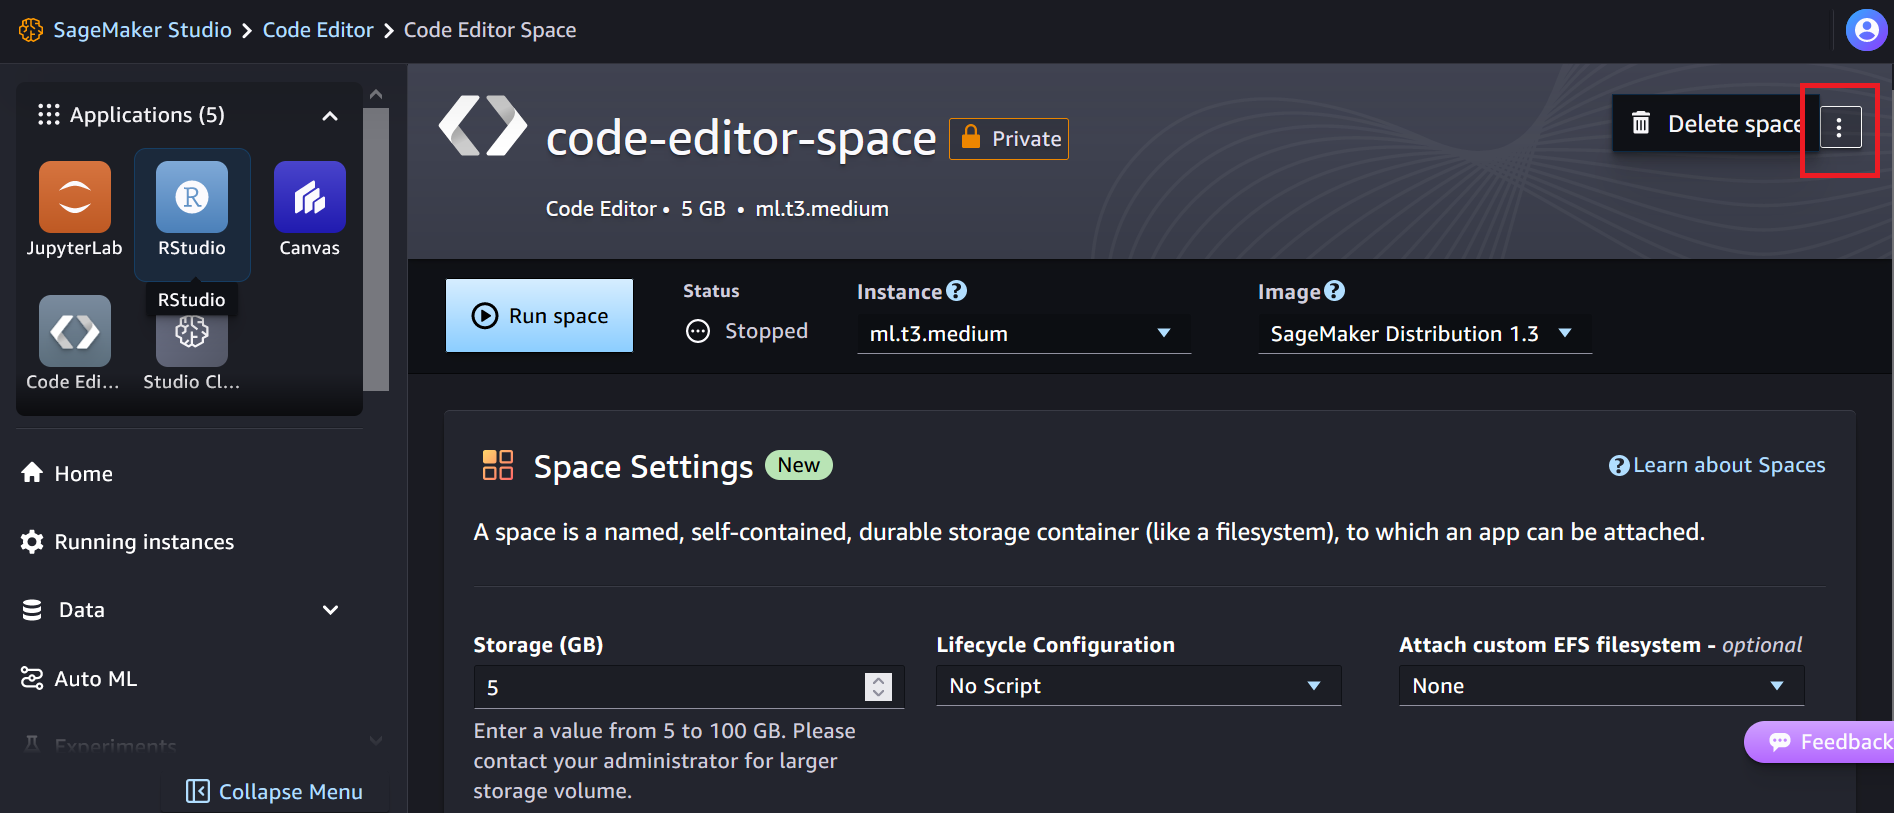 SageMaker Studio > Code Editor > Code Editor Space
Applications (5)
JupyterLab
RStudio
Canvas
RStudio
Code Edi...
Studio Cl...
Home
Running instances
Data
Auto ML
Experiments
Collapse Menu
code-editor-space
Private
Delete space
Code Editor • 5 GB • ml.t3.medium
Run space
Status
Stopped
Instance
ml.t3.medium
Image
SageMaker Distribution 1.3
Space Settings
New
Learn about Spaces
A space is a named, self-contained, durable storage container (like a filesystem), to which an app can be attached.
Storage (GB)
5
Enter a value from 5 to 100 GB. Please
contact your administrator for larger
storage volume.
Lifecycle Configuration
No Script
Attach custom EFS filesystem - optional
None
Feedback